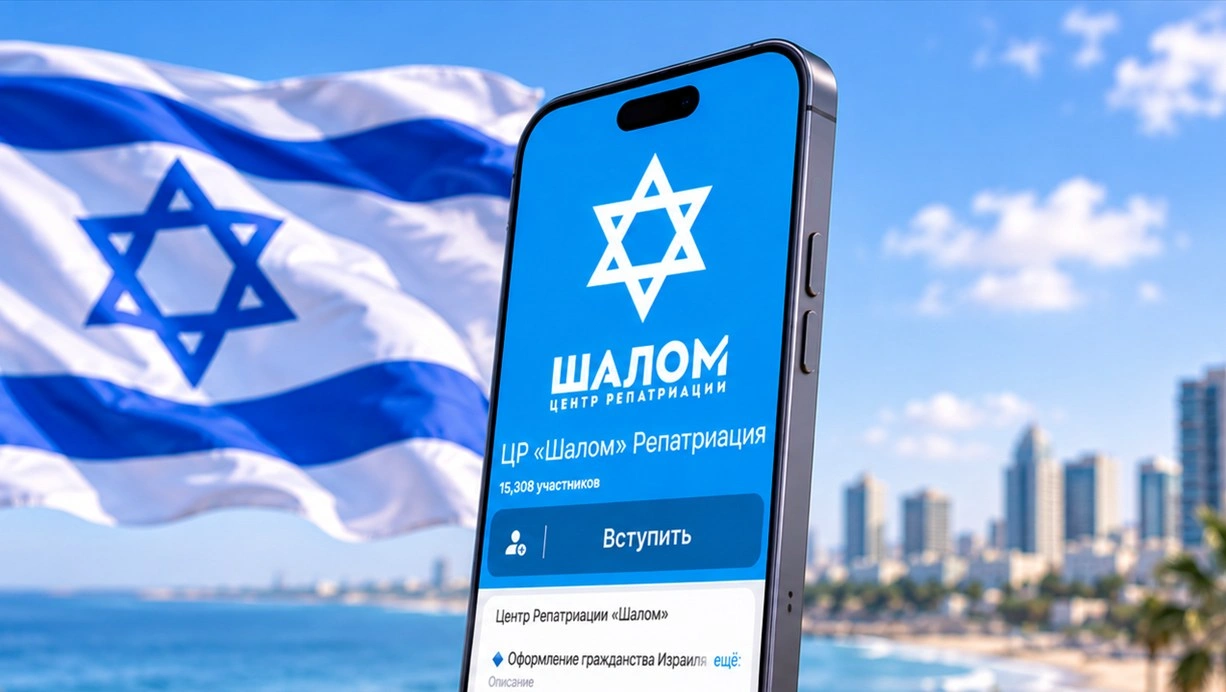 ШАЛОМ
ЦЕНТР РЕПАТРИАЦИИ
ЦР «Шалом» Репатриация
15,308 участников
Вступить
Центр Репатриации «Шалом»
Оформление гражданства Израиля ещё:
Описание